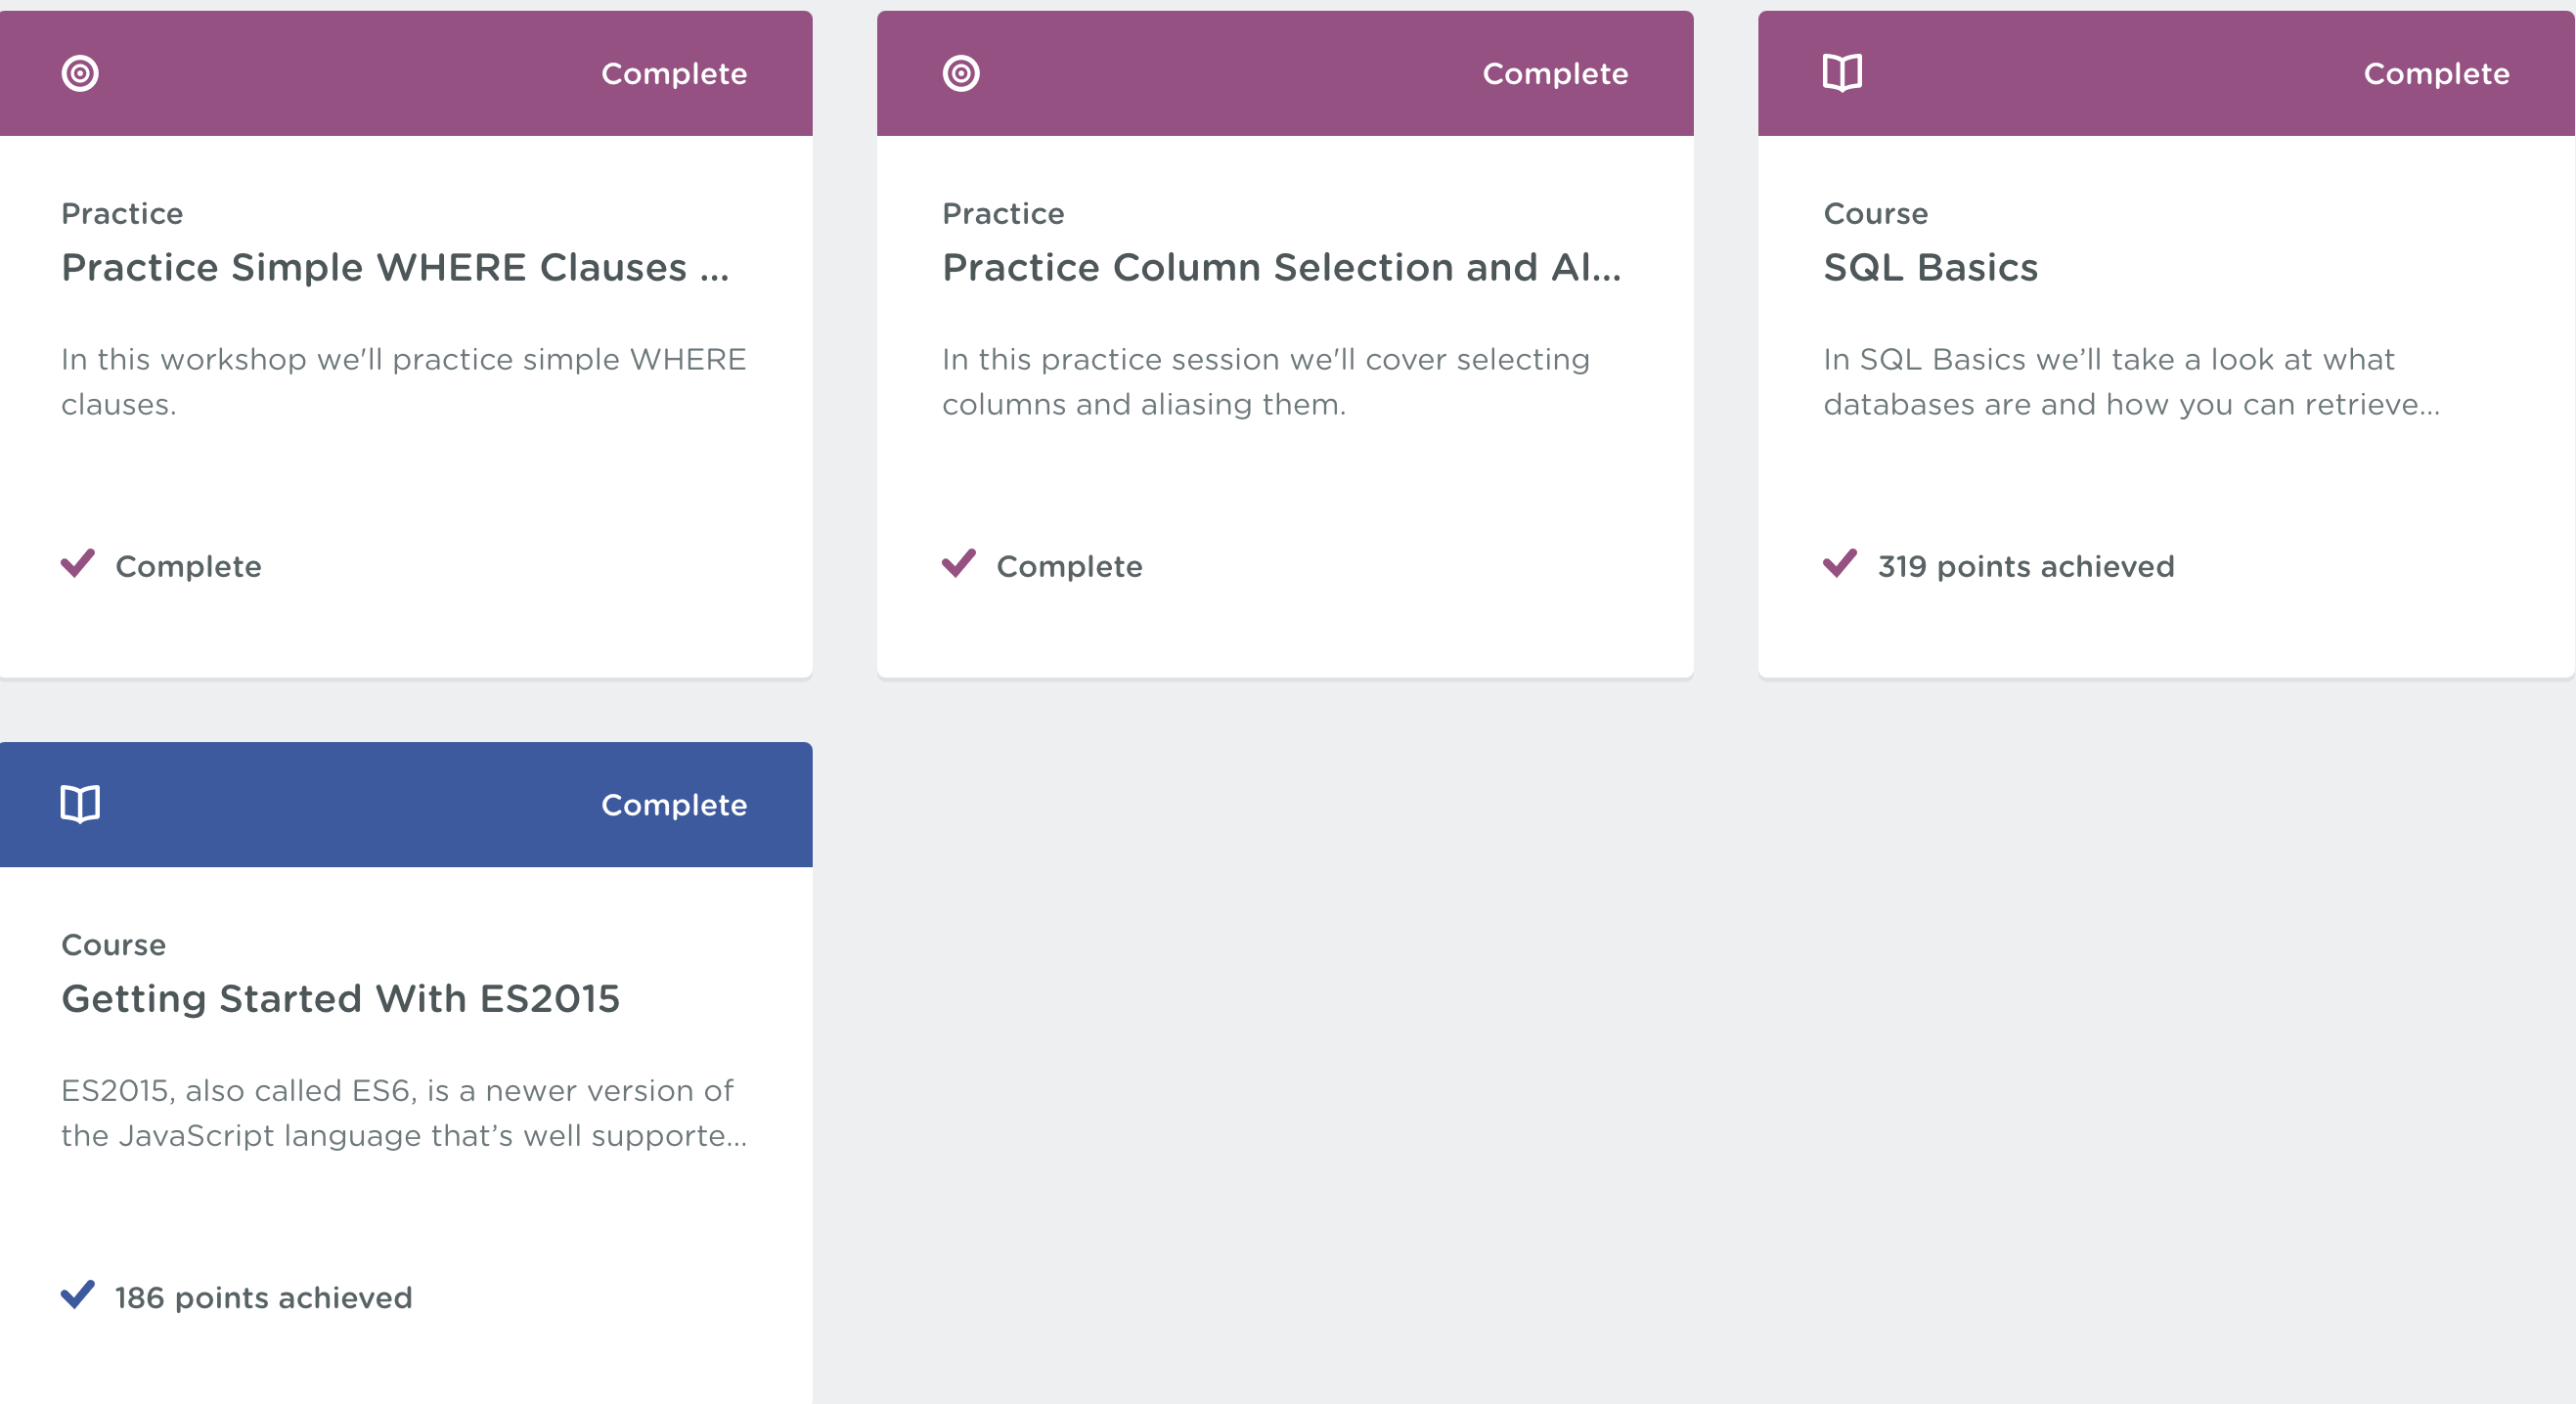 Complete
Practice
Practice Simple WHERE Clauses ...
In this workshop we'll practice simple WHERE
clauses.
Complete
Complete
Practice
Practice Column Selection and Al...
In this practice session we'll cover selecting
columns and aliasing them.
Complete
Complete
Course
SQL Basics
In SQL Basics we’ll take a look at what
databases are and how you can retrieve...
319 points achieved
Complete
Course
Getting Started With ES2015
ES2015, also called ES6, is a newer version of
the JavaScript language that’s well supporte...
186 points achieved